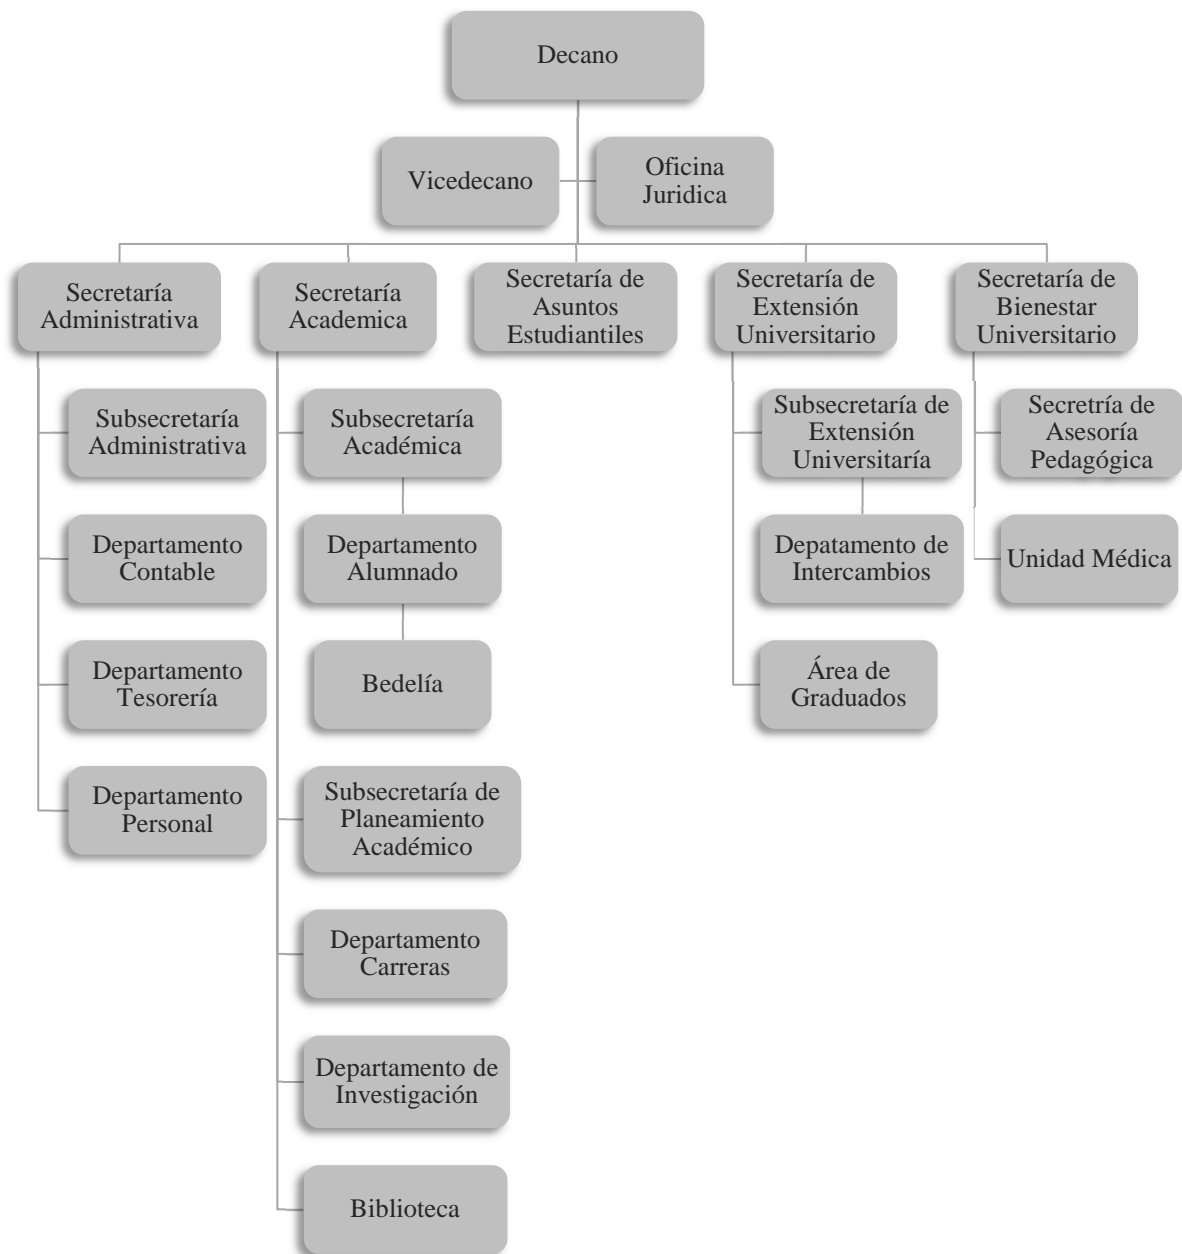 Decano
Vicedecano
Oficina
Juridica
Secretaría
Administrativa
Secretaría
Academica
Secretaría de
Asuntos
Estudiantiles
Secretaría de
Extensión
Universitario
Secretaría de
Bienestar
Universitario
Subsecretaría
Administrativa
Subsecretaría
Académica
Subsecretaría de
Extensión
Universitaría
Secretría de
Asesoría
Pedagógica
Departamento
Contable
Departamento
Alumnado
Depatamento de
Intercambios
Unidad Médica
Departamento
Tesorería
Bedelía
Área de
Graduados
Departamento
Personal
Subsecretaría de
Planeamiento
Académico
Departamento
Carreras
Departamento de
Investigación
Biblioteca